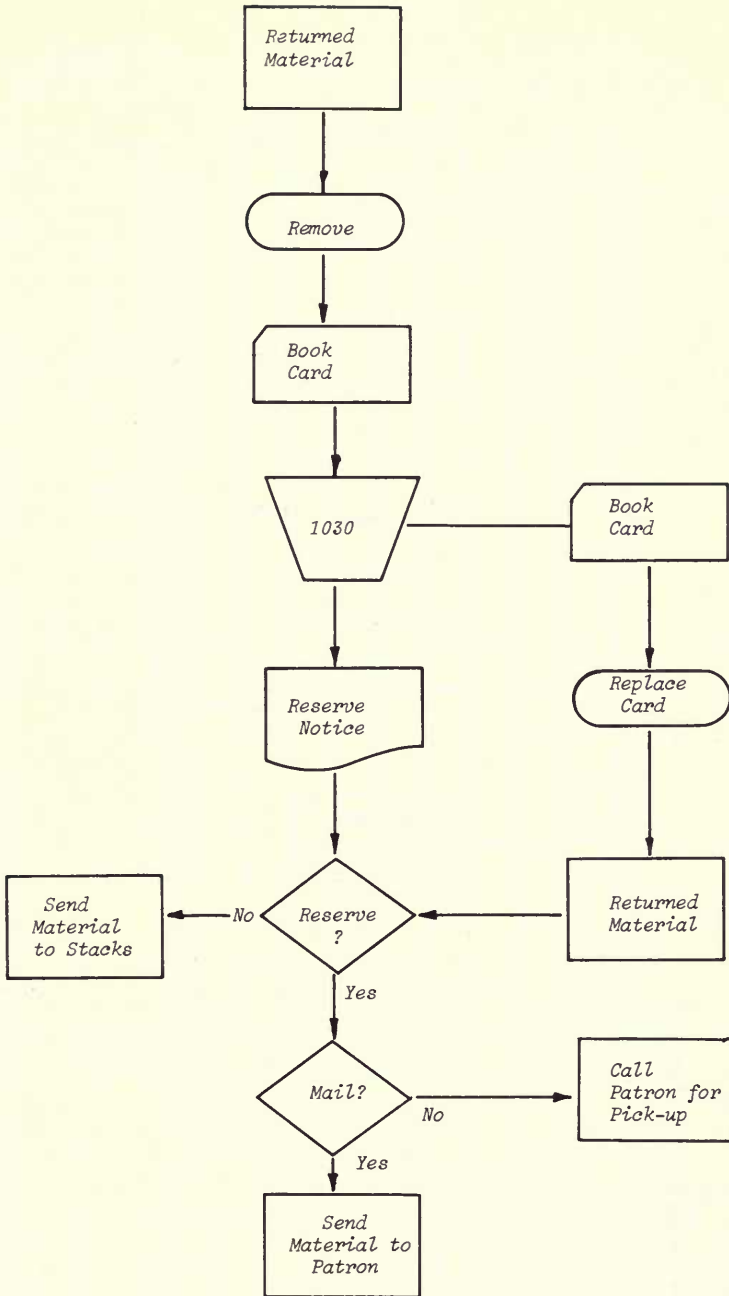 Returned
Material
Remove
Book
Card
1030
Book
Card
Reserve
Notice
Replace
Card
Send
Material
to Stacks
No
Reserve
?
Returned
Material
Yes
Mail?
No
Call
Patron for
Pick-up
Yes
Send
Material to
Patron